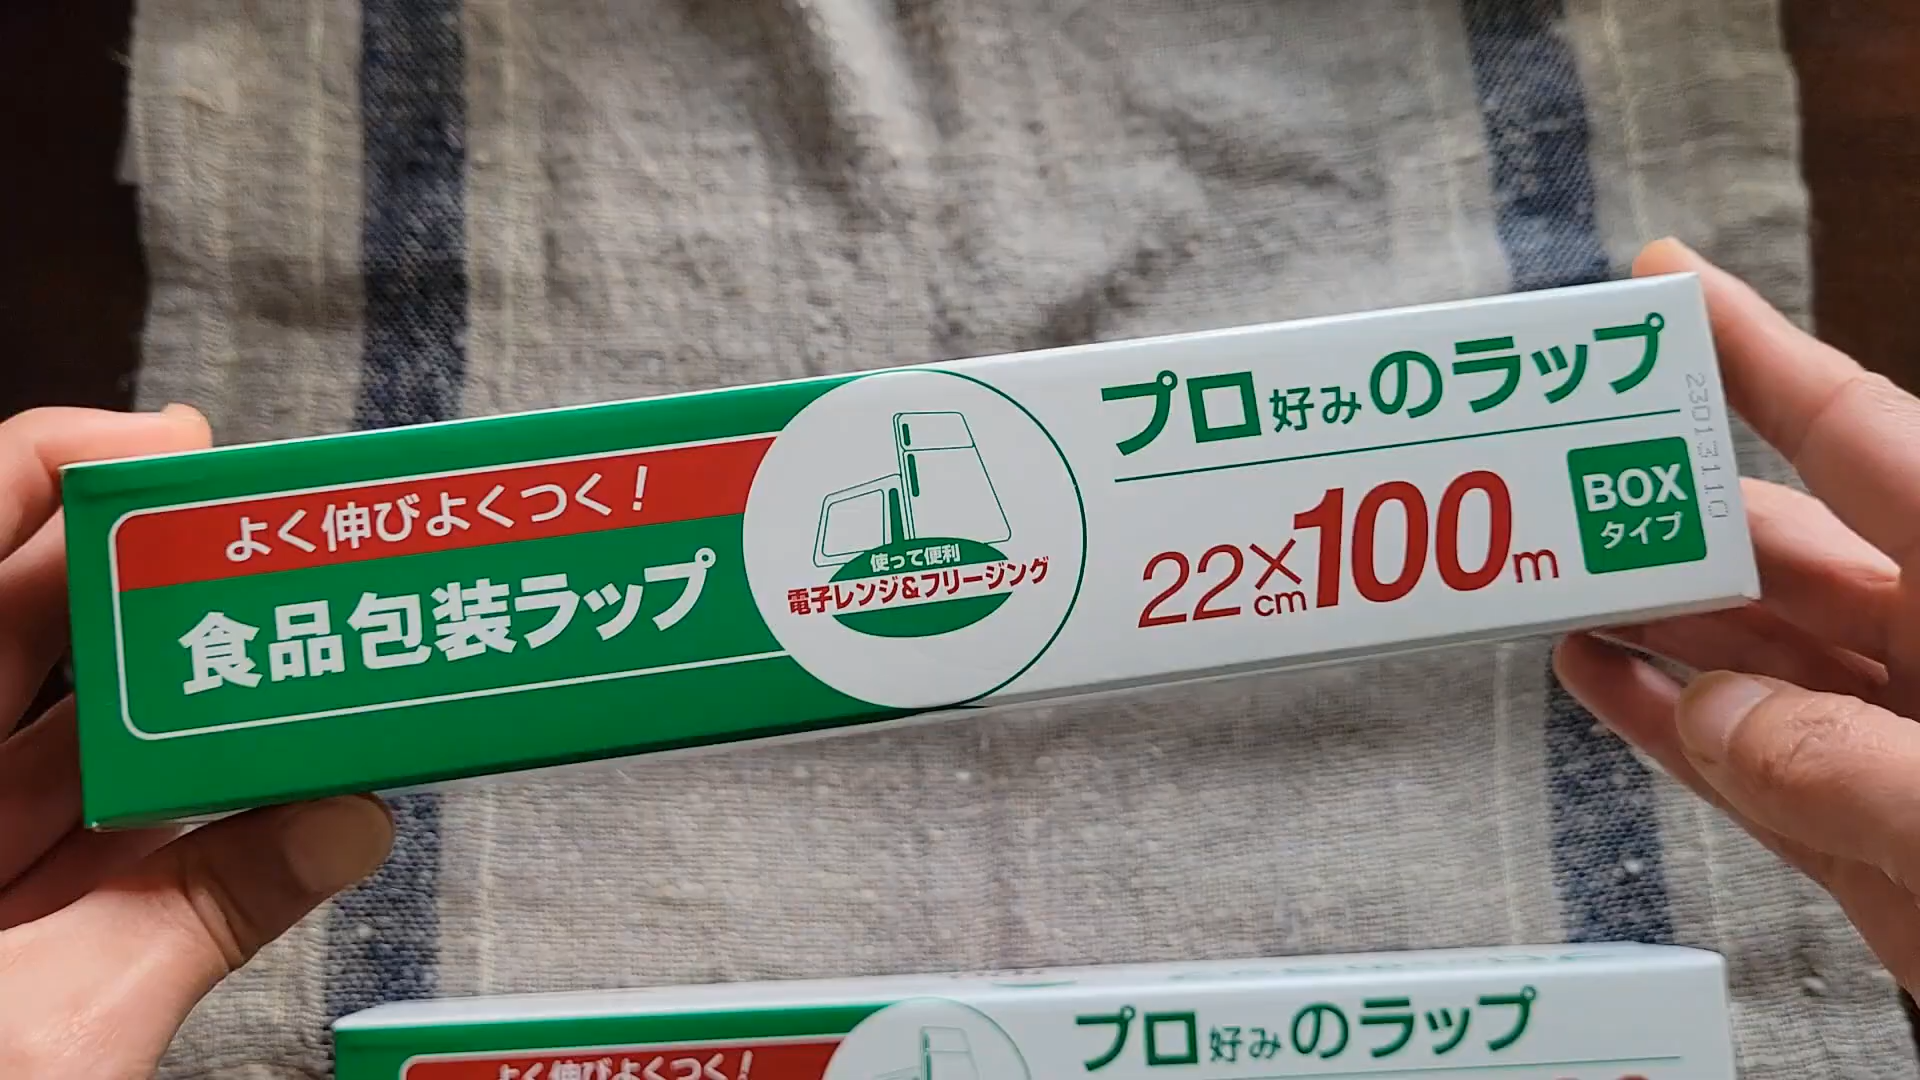 よく伸びよくつく!
食品包装ラップ
使って便利
電子レンジ&フリージング
プロ好みのラップ
22cm×100m
BOX
タイプ
23013110
プロ好みのラップ
よく伸びよくつく!